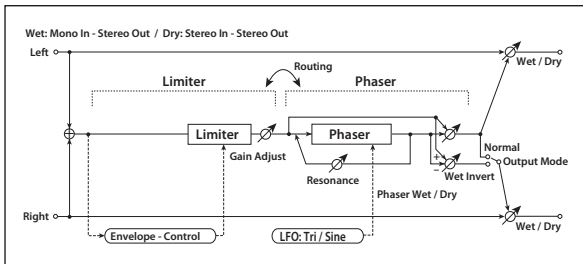 Wet: Mono In - Stereo Out / Dry: Stereo In - Stereo Out
Left
Wet / Dry
Routing
Limiter
Phaser
Limiter
Phaser
Gain Adjust
Resonance
Normal
Output Mode
+
−
Wet Invert
Phaser Wet / Dry
Right
Envelope - Control
LFO: Tri / Sine
Wet / Dry